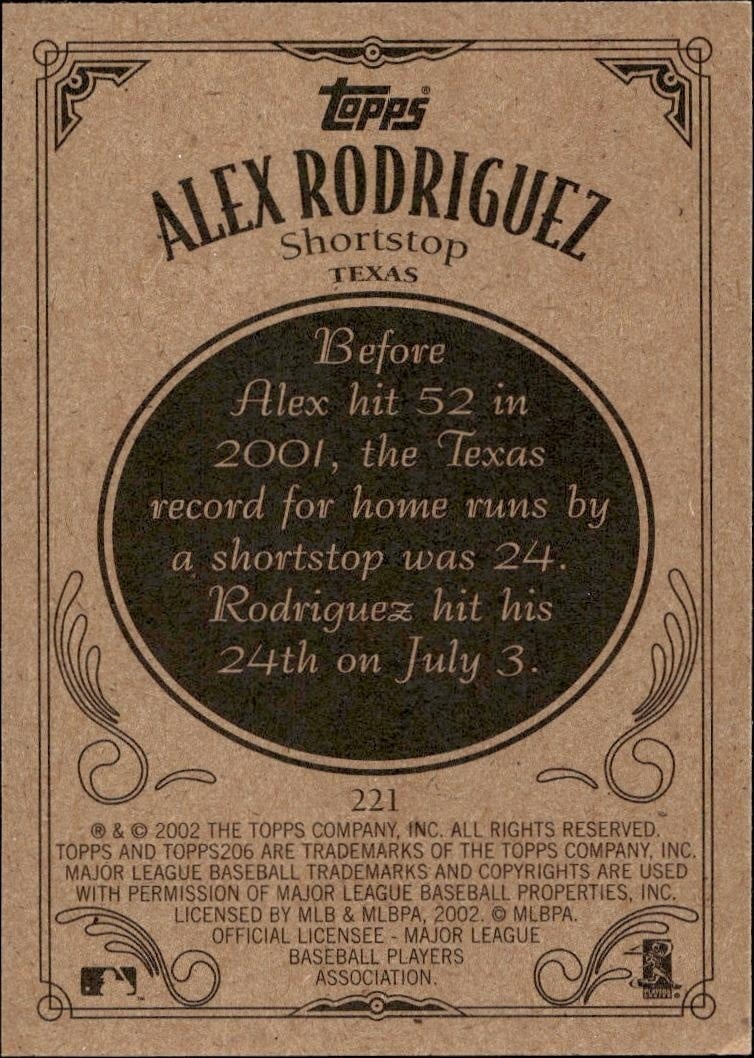 Topps®
ALEX RODRIGUEZ
Shortstop
TEXAS
Before
Alex hit 52 in
2001, the Texas
record for home runs by
a shortstop was 24.
Rodriguez hit his
24th on July 3.
221
® & © 2002 THE TOPPS COMPANY, INC. ALL RIGHTS RESERVED.
TOPPS AND TOPPS206 ARE TRADEMARKS OF THE TOPPS COMPANY, INC.
MAJOR LEAGUE BASEBALL TRADEMARKS AND COPYRIGHTS ARE USED
WITH PERMISSION OF MAJOR LEAGUE BASEBALL PROPERTIES, INC.
LICENSED BY MLB & MLBPA, 2002. © MLBPA.
OFFICIAL LICENSEE - MAJOR LEAGUE
BASEBALL PLAYERS
ASSOCIATION.
™